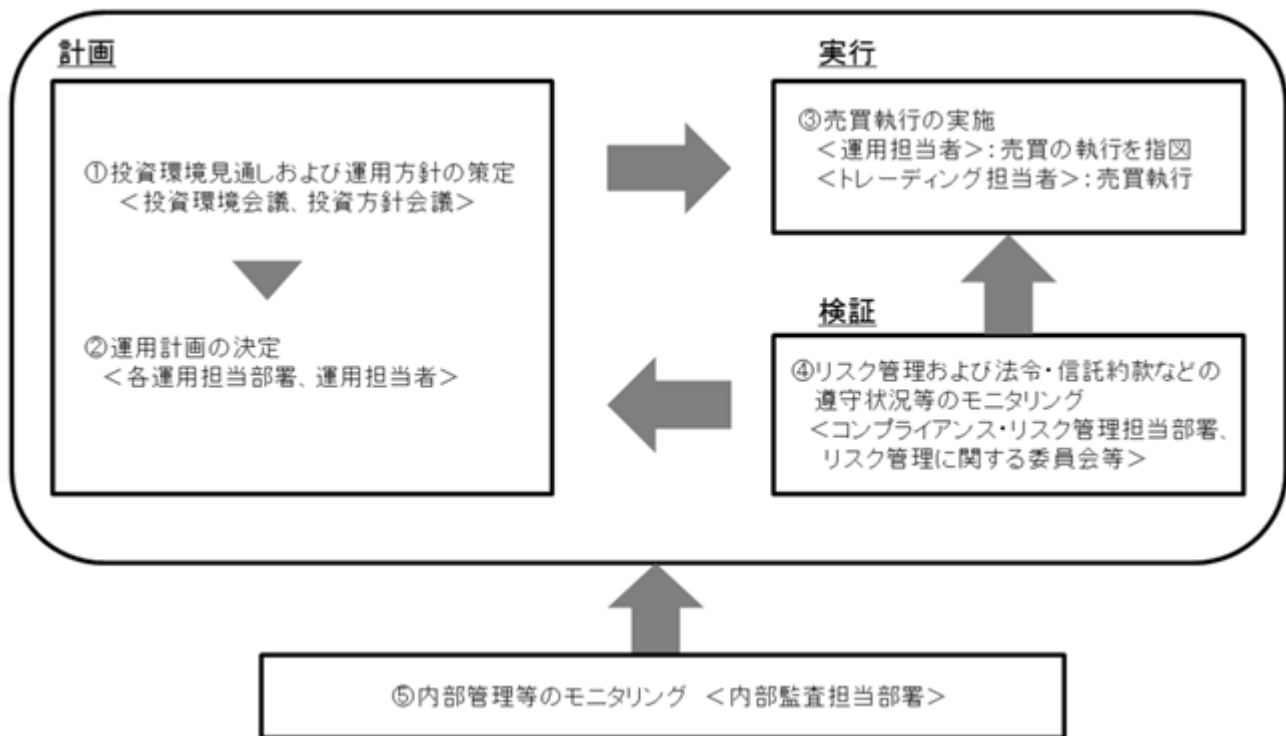 計画
①投資環境見通しおよび運用方針の策定
＜投資環境会議、投資方針会議＞
②運用計画の決定
＜各運用担当部署、運用担当者＞
実行
③売買執行の実施
＜運用担当者＞：売買の執行を指図
＜トレーディング担当者＞：売買執行
検証
④リスク管理および法令・信託約款などの
遵守状況等のモニタリング
＜コンプライアンス・リスク管理担当部署、
リスク管理に関する委員会等＞
⑤内部管理等のモニタリング ＜内部監査担当部署＞